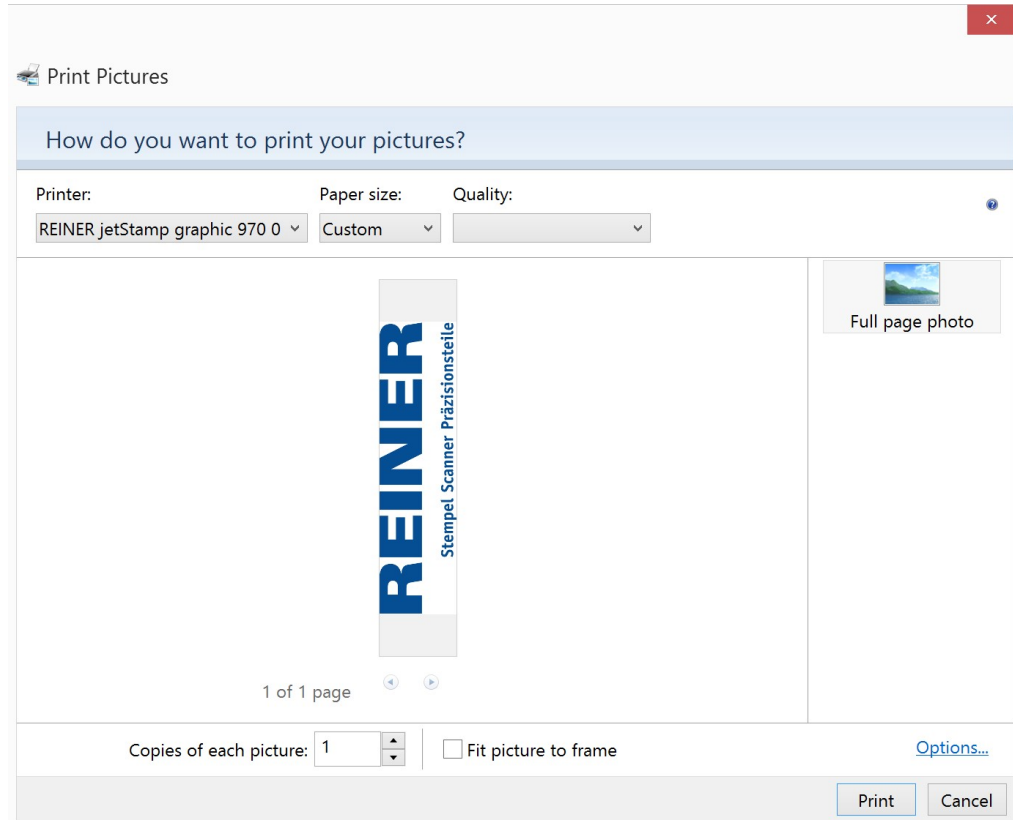 Print Pictures
How do you want to print your pictures?
Printer: Paper size: Quality:
REINER jetStamp graphic 970 0 Custom
Full page photo
REINER
Stempel Scanner Präzisionsteile
1 of 1 page
Copies of each picture: 1 Fit picture to frame Options...
Print Cancel